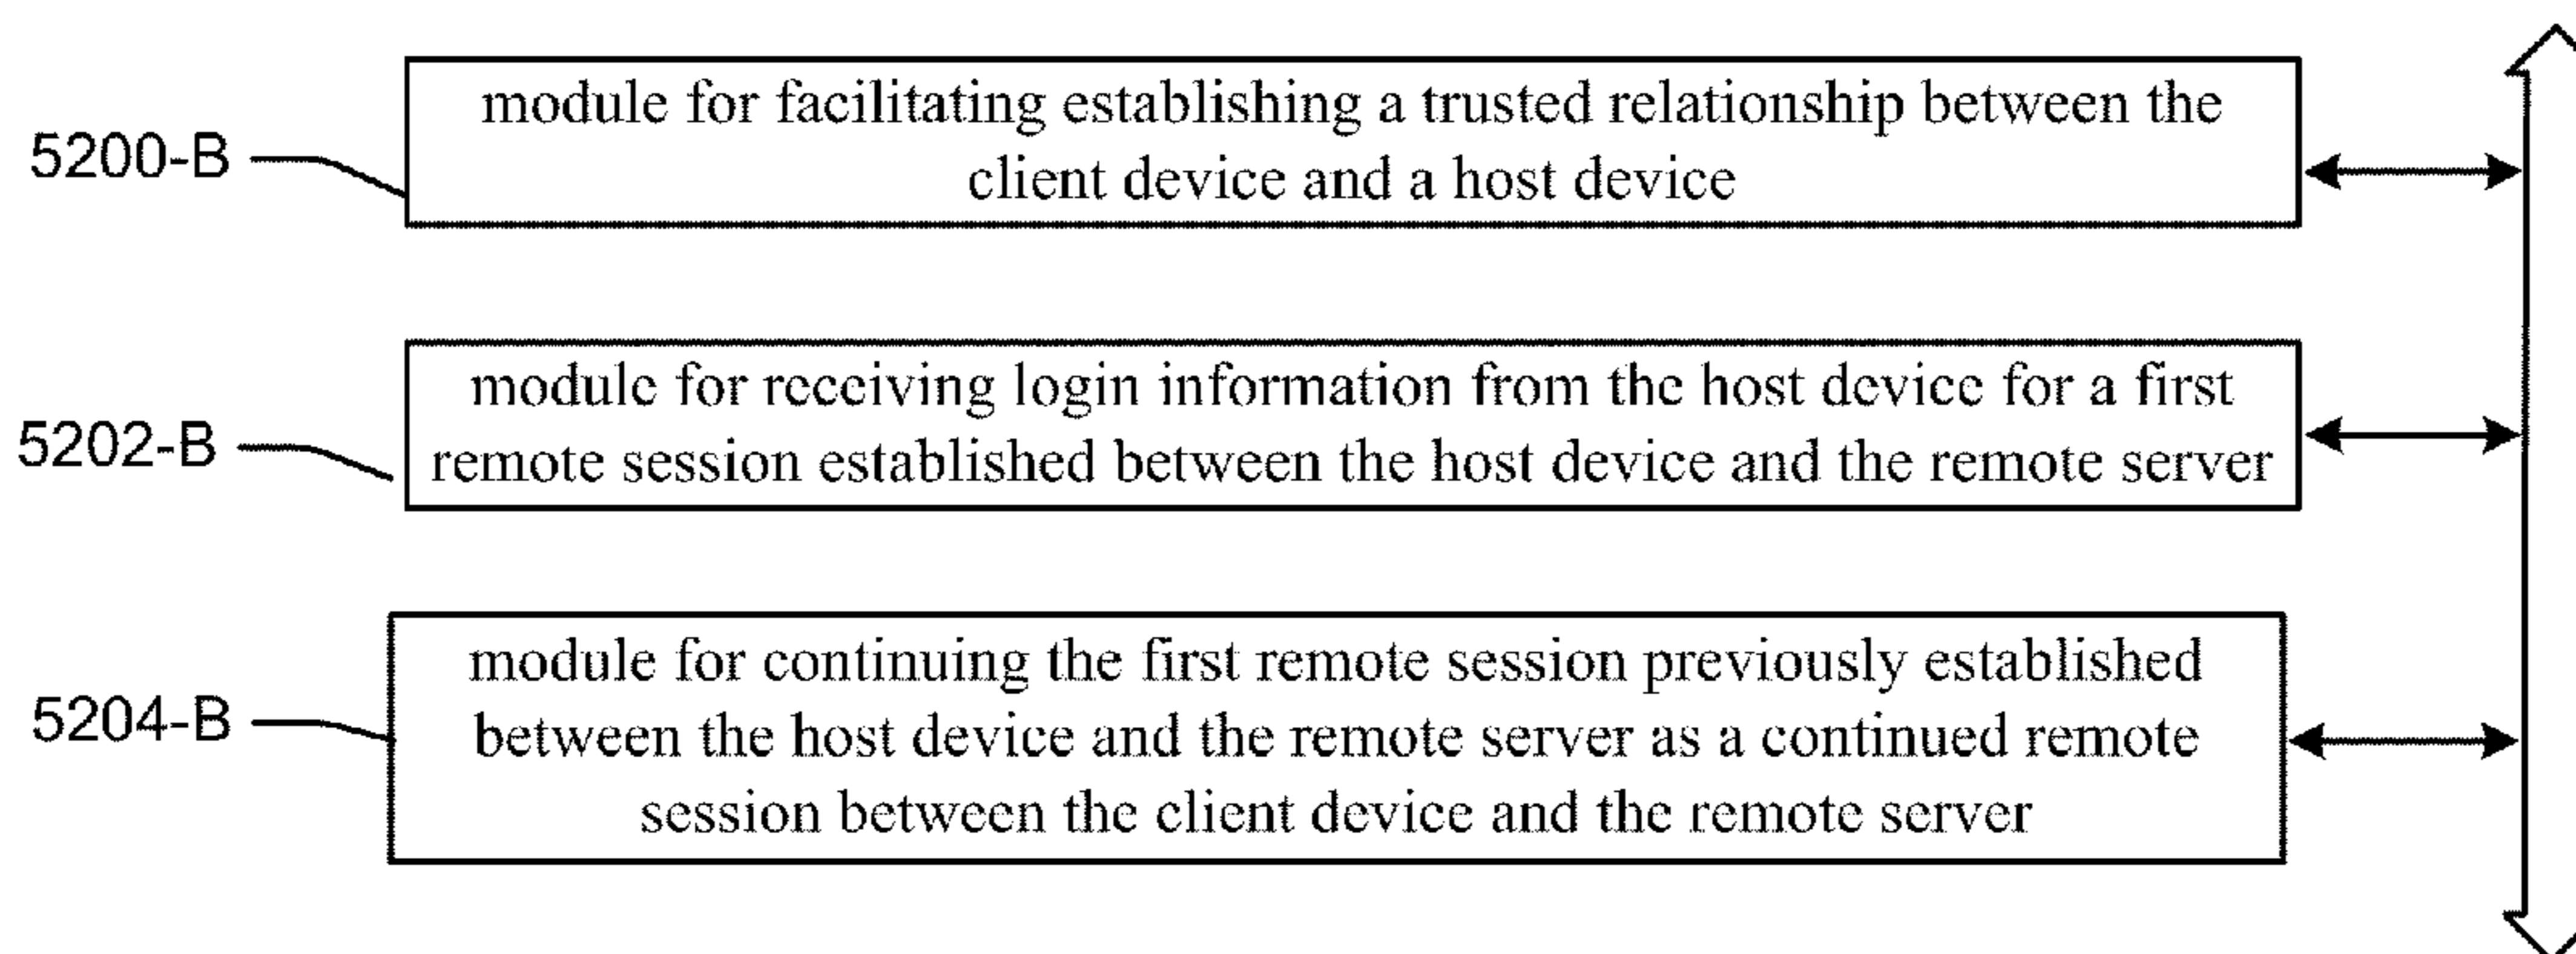 module for facilitating establishing a trusted relationship between the
client device and a host device
5200-B
module for receiving login information from the host device for a first
remote session established between the host device and the remote server
5202-B
module for continuing the first remote session previously established
between the host device and the remote server as a continued remote
session between the client device and the remote server
5204-B